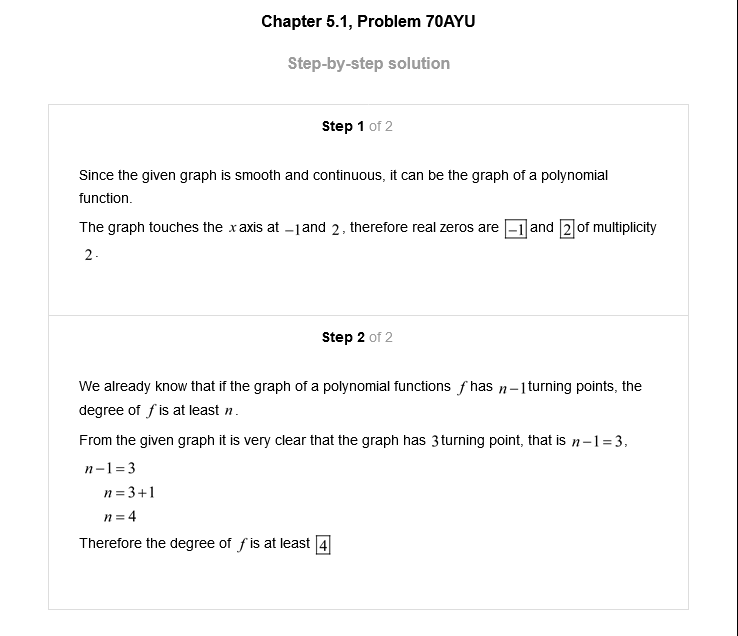 Chapter 5.1, Problem 70AYU
Step-by-step solution
Step 1 of 2
Since the given graph is smooth and continuous, it can be the graph of a polynomial
function.
The graph touches the x axis at −1 and 2, therefore real zeros are −1 and 2 of multiplicity
2.
Step 2 of 2
We already know that if the graph of a polynomial functions f has n−1 turning points, the
degree of f is at least n.
From the given graph it is very clear that the graph has 3 turning point, that is n−1=3,
n−1=3
n=3+1
n=4
Therefore the degree of f is at least 4